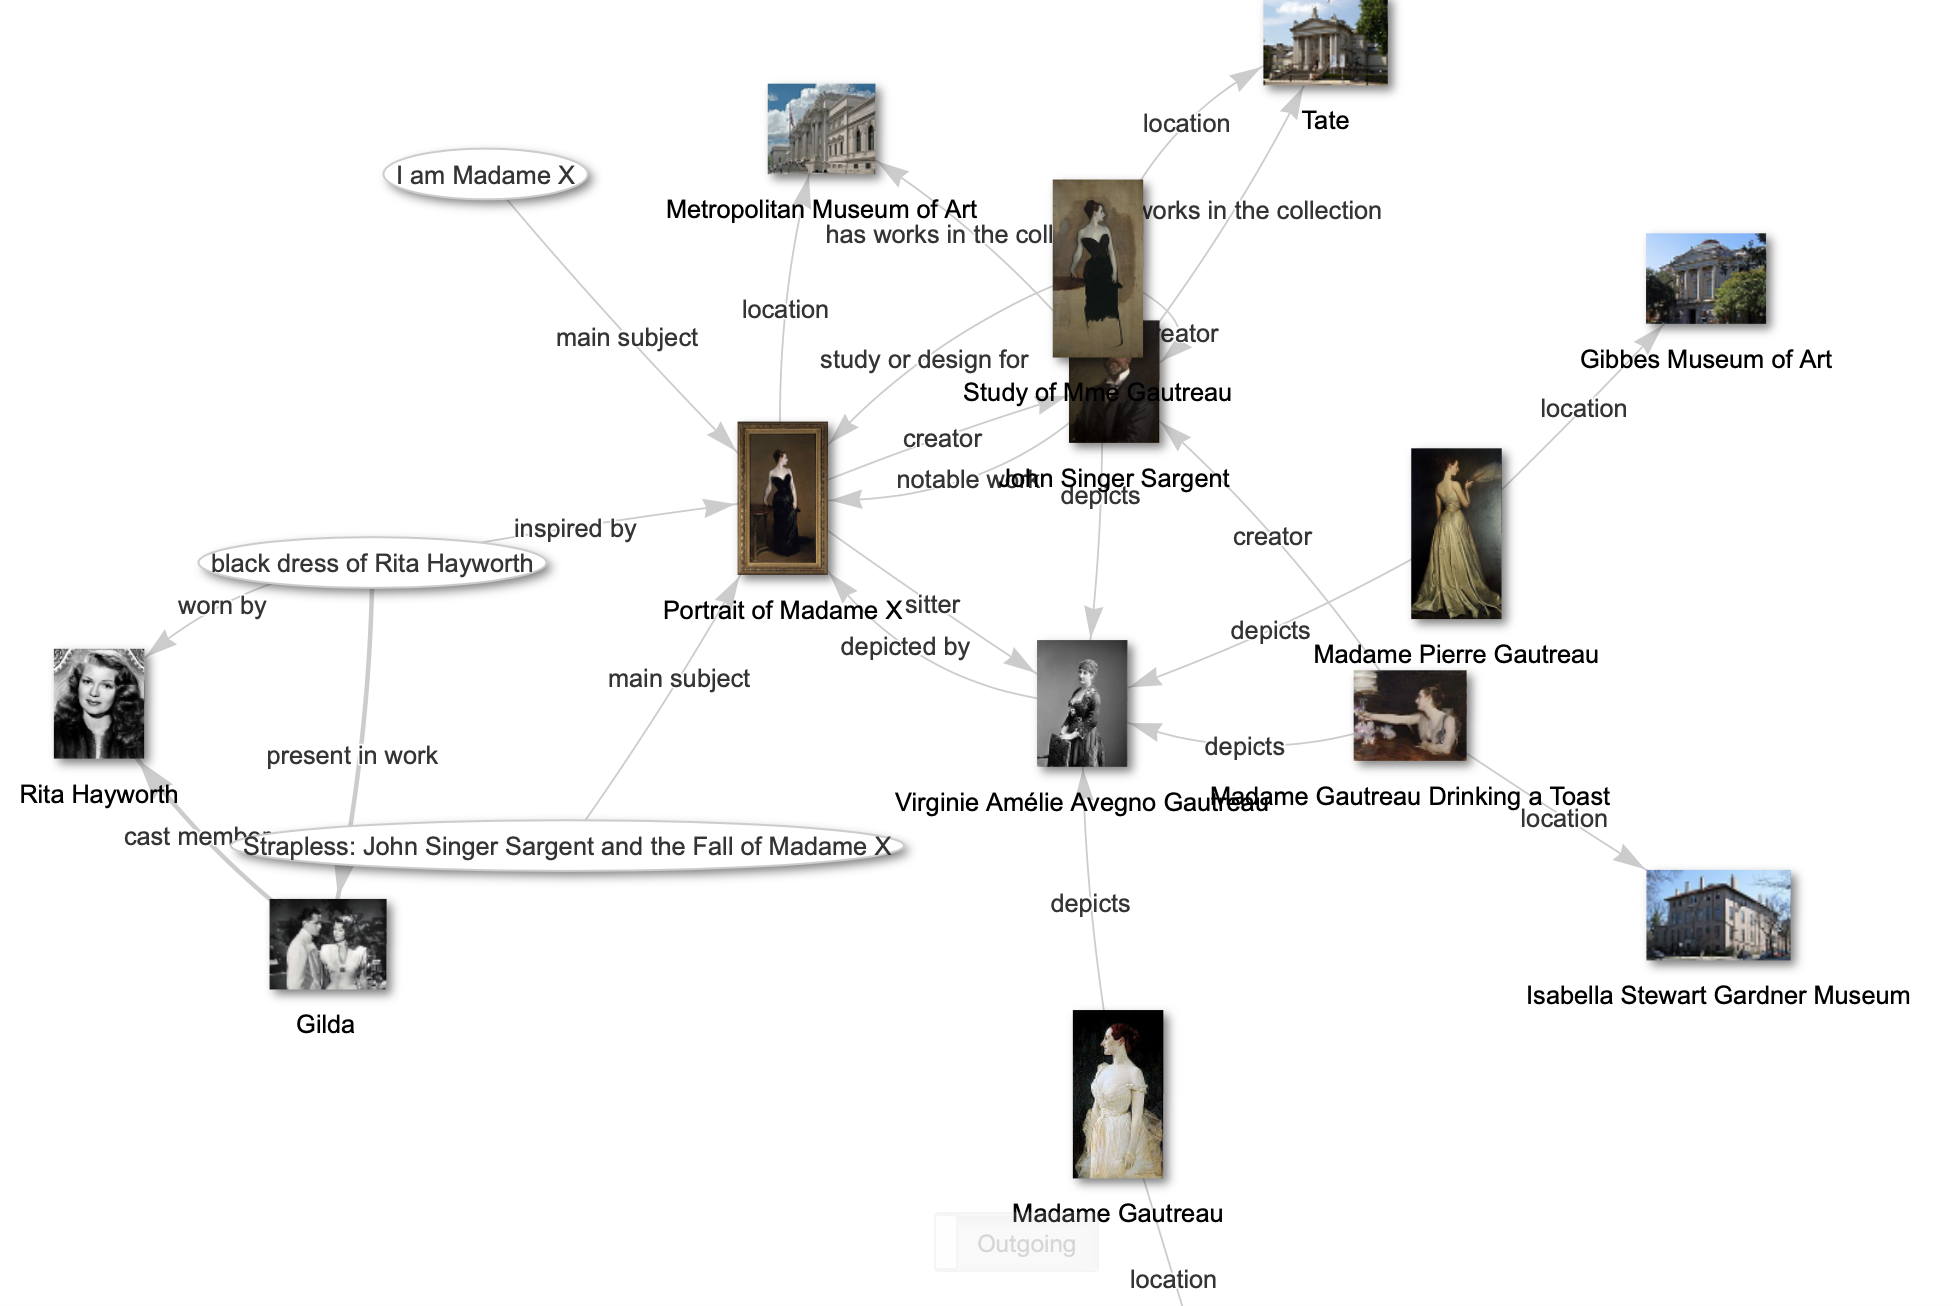 location
Tate
I am Madame X
Metropolitan Museum of Art
works in the collection
has works in the coll
main subject
location
eator
study or design for
Gibbes Museum of Art
Study of Mme Gautreau
location
creator
notable work
John Singer Sargent
depicts
inspired by
creator
black dress of Rita Hayworth
worn by
Portrait of Madame X
sitter
depicts
depicted by
Madame Pierre Gautreau
main subject
present in work
Rita Hayworth
depicts
Virginie Amélie Avegno Gautreau
Madame Gautreau Drinking a Toast
location
cast member
Strapless: John Singer Sargent and the Fall of Madame X
depicts
Isabella Stewart Gardner Museum
Gilda
Madame Gautreau
Outgoing
location